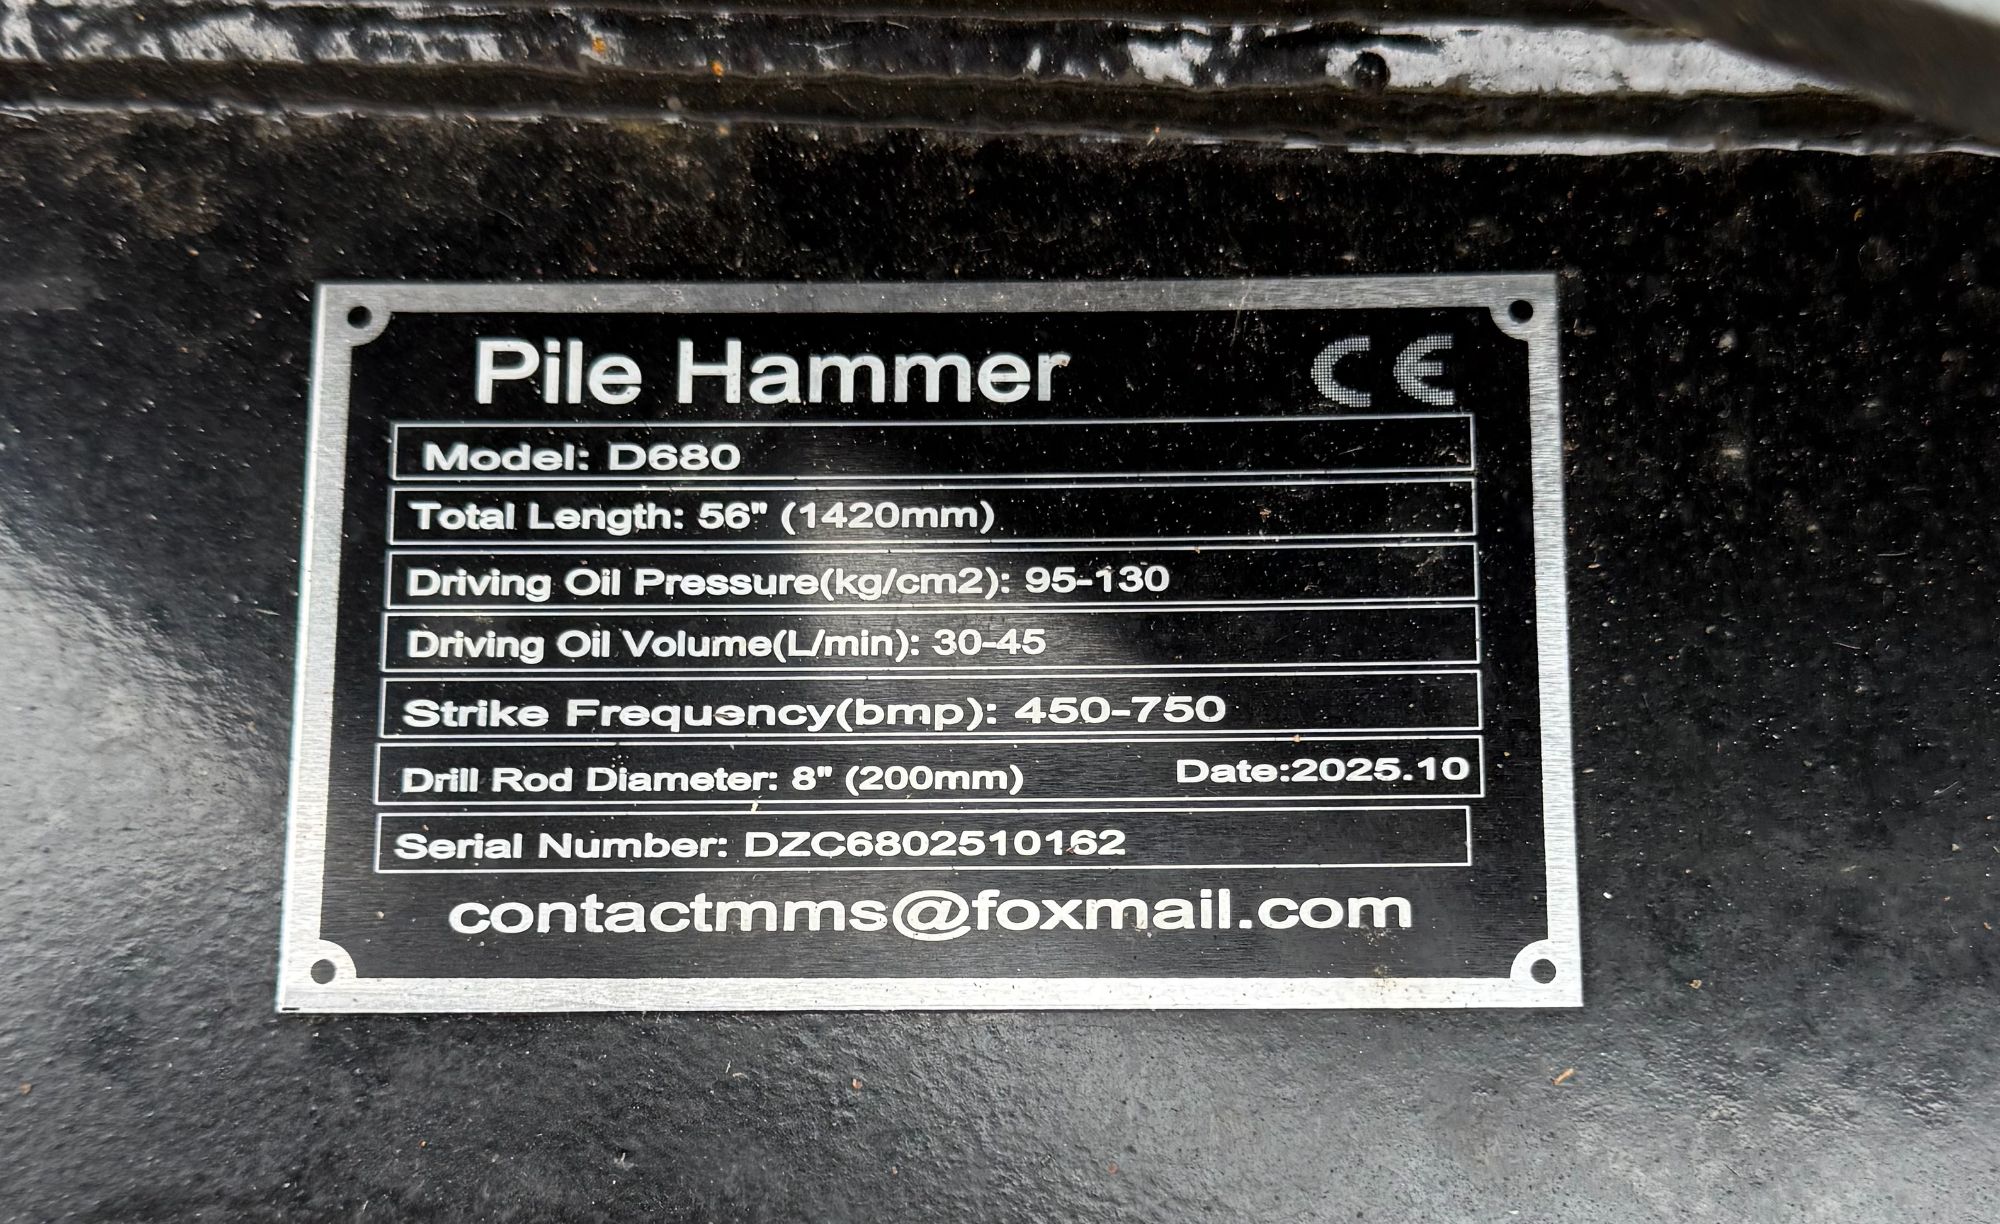 Pile Hammer CE
Model: D680
Total Length: 56" (1420mm)
Driving Oil Pressure(kg/cm2): 95-130
Driving Oil Volume(L/min): 30-45
Strike Frequency(bmp): 450-750
Drill Rod Diameter: 8" (200mm) Date:2025.10
Serial Number: DZC6802510162
contactmms@foxmail.com